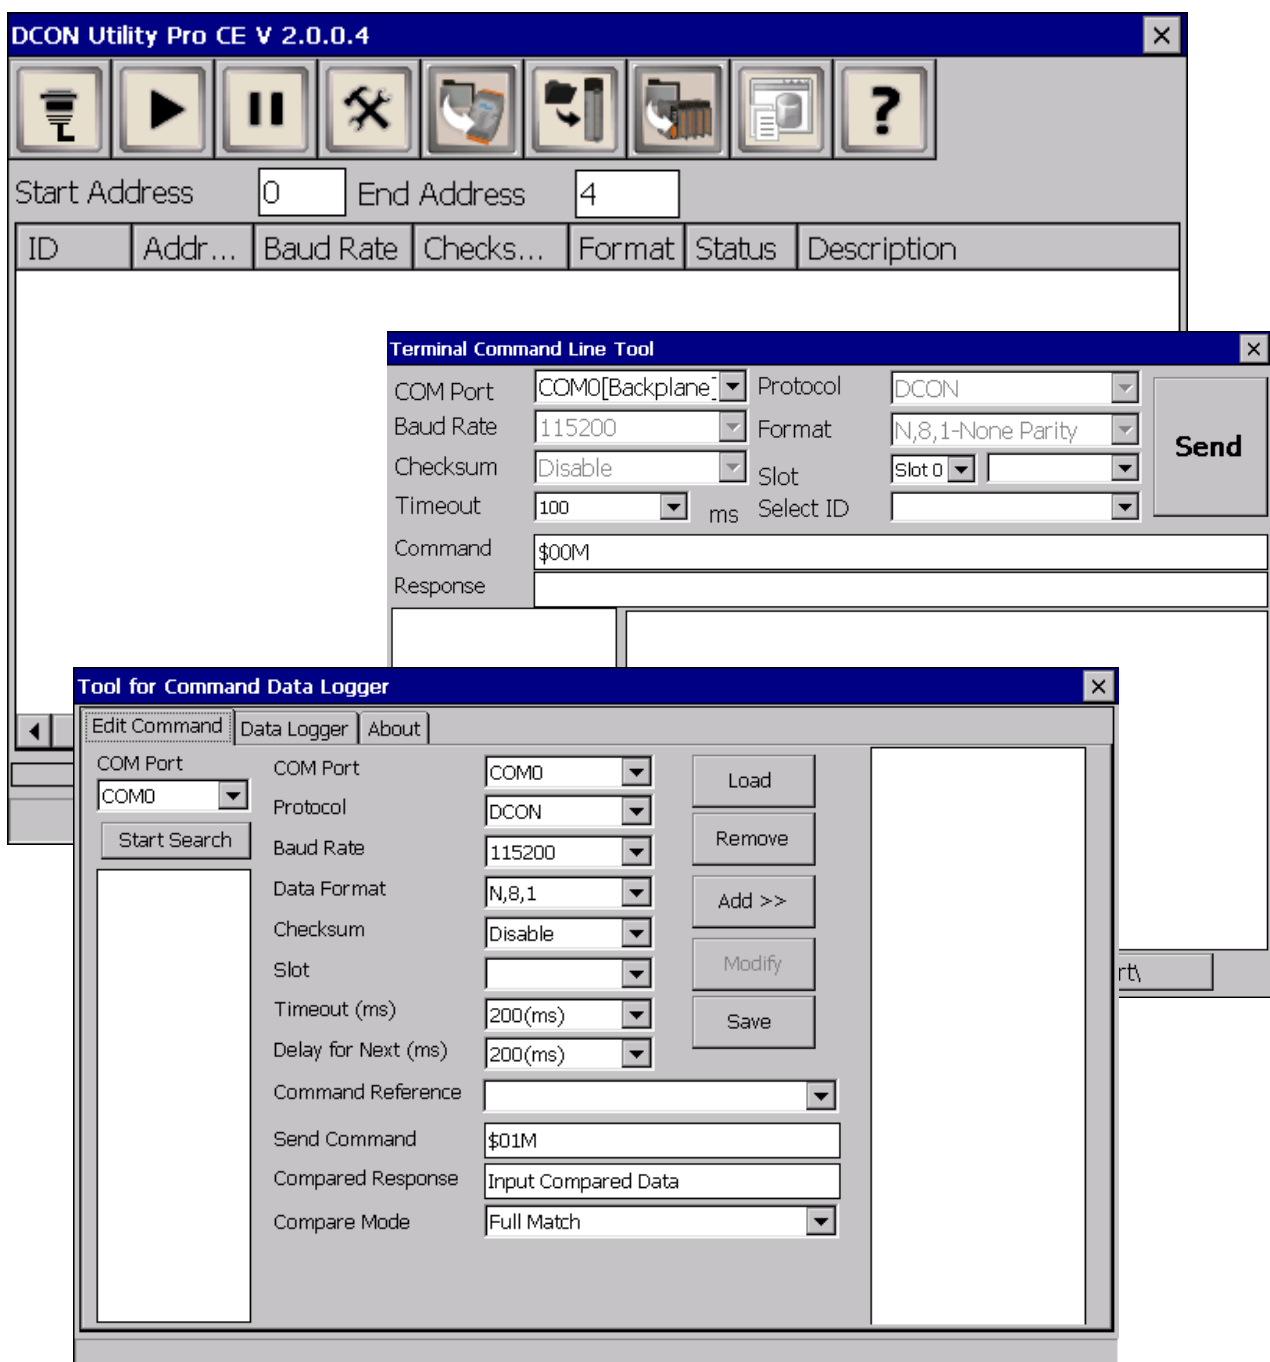 DCON Utility Pro CE V 2.0.0.4
Start Address 0 End Address 4
ID Addr... Baud Rate Checks... Format Status Description
Terminal Command Line Tool
COM Port COM0[Backplane] Protocol DCON
Baud Rate 115200 Format N,8,1-None Parity
Send
Checksum Disable Slot Slot 0
Timeout 100 ms Select ID
Command $00M
Response
rt\
Tool for Command Data Logger
Edit Command Data Logger About
COM Port
COM0
Start Search
COM Port COM0
Protocol DCON
Baud Rate 115200
Data Format N,8,1
Checksum Disable
Slot
Timeout (ms) 200(ms)
Delay for Next (ms) 200(ms)
Command Reference
Send Command $01M
Compared Response Input Compared Data
Compare Mode Full Match
Load
Remove
Add >>
Modify
Save